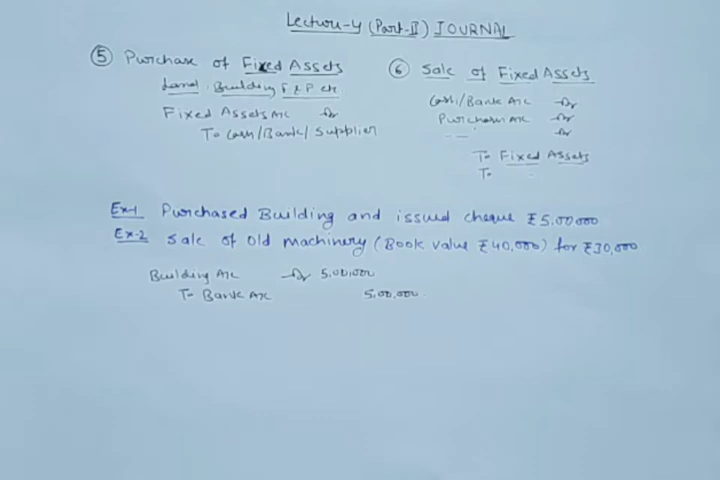 Lecture-4 (Part-II) JOURNAL
⑤ Purchase of Fixed Assets
Land, Building F & P etc
Fixed Assets A/c Dr
To Cash/Bank/Supplier
⑥ Sale of Fixed Assets
Cash/Bank A/c Dr
Purchaser A/c Dr
-- -- Dr
To Fixed Assets
To
Ex-1 Purchased Building and issued cheque ₹5,00,000
Ex-2 Sale of Old Machinery (Book value ₹40,000) for ₹30,000
Building A/c Dr 5,00,000
To Bank A/c 5,00,000